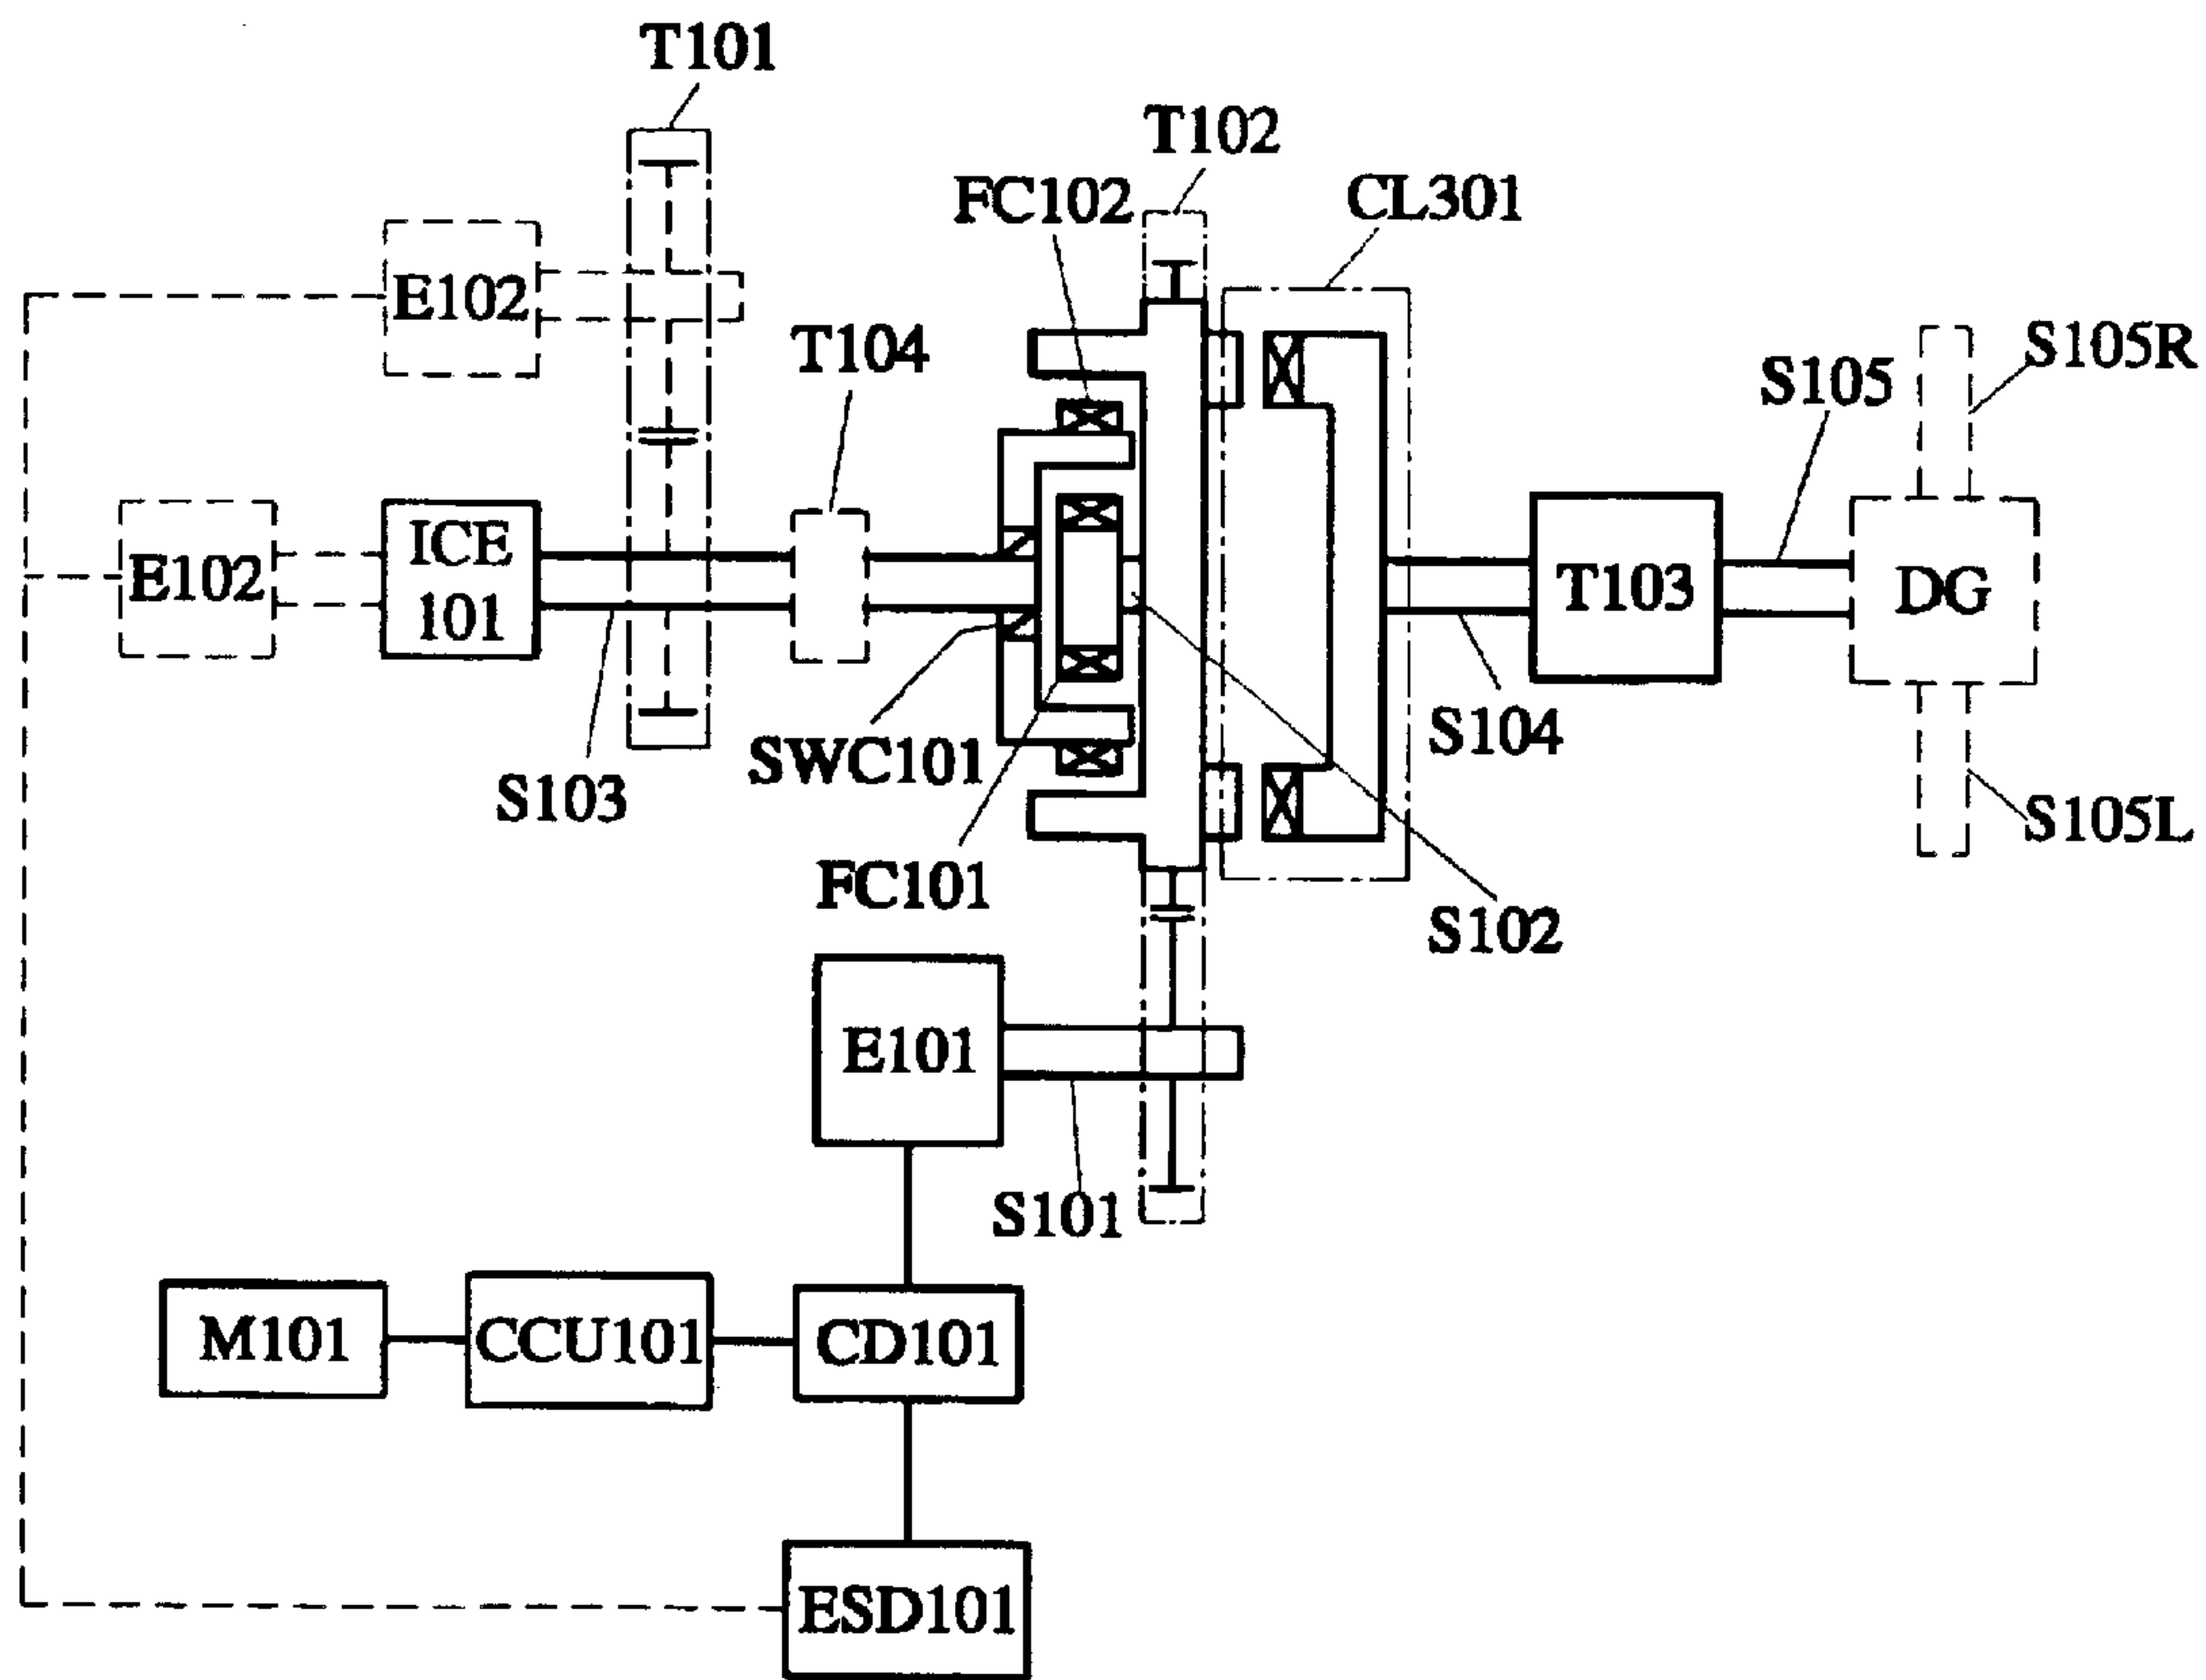 T101
T102
FC102
CL301
E102
T104
S105R
S105
E102
ICE
101
T103
DG
S104
SWC101
S103
S105L
FC101
S102
E101
S101
M101
CCU101
CD101
ESD101